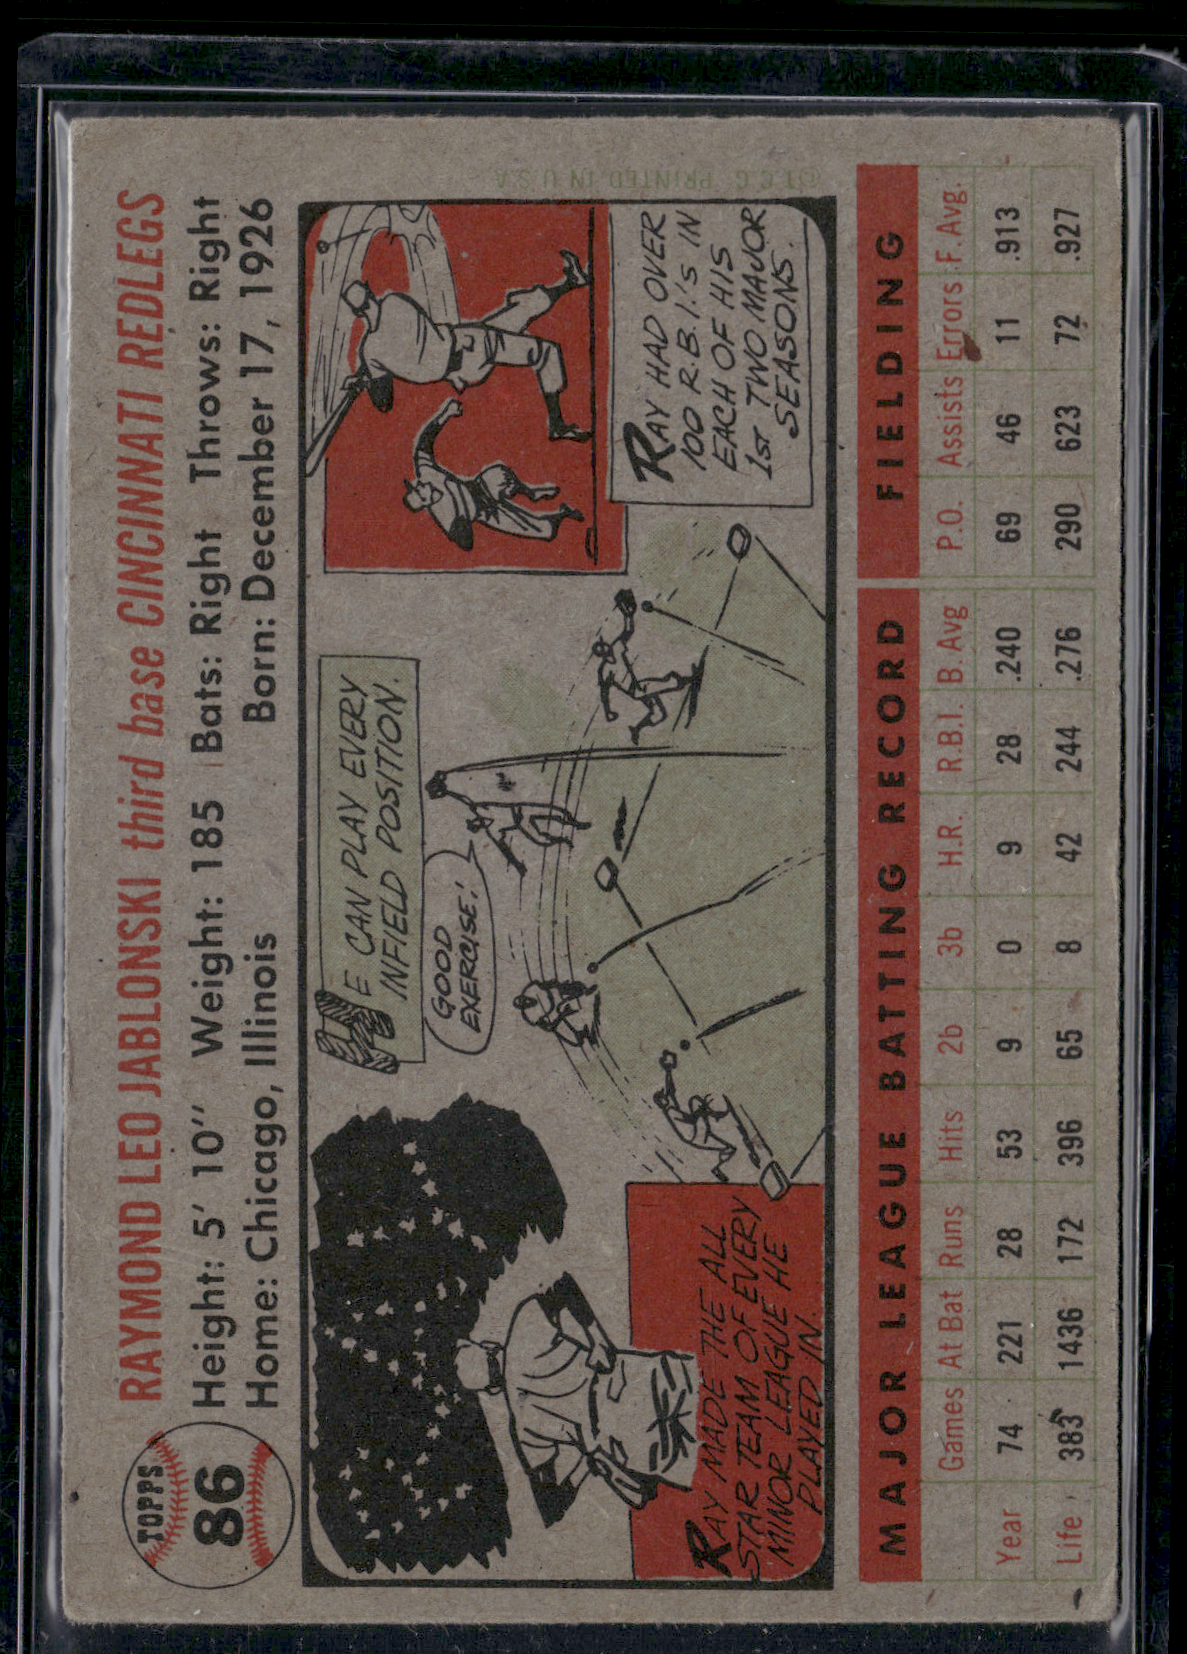 TOPPS
86
RAYMOND LEO JABLONSKI third base CINCINNATI REDLEGS
Height: 5' 10" Weight: 185 Bats: Right Throws: Right
Home: Chicago, Illinois Born: December 17, 1926
RAY MADE THE ALL
STAR TEAM OF EVERY
MINOR LEAGUE HE
PLAYED IN.
HE CAN PLAY EVERY
INFIELD POSITION.
GOOD
EXERCISE!
RAY HAD OVER
100 R.B.I.'s IN
EACH OF HIS
1st TWO MAJOR
SEASONS.
©T.C.G. PRINTED IN U.S.A
MAJOR LEAGUE BATTING RECORD FIELDING
Games At Bat Runs Hits 2b 3b H.R. R.B.I. B. Avg P.O. Assists Errors F. Avg.
Year 74 221 28 53 9 0 9 28 .240 69 46 11 .913
Life 383 1436 172 396 65 8 42 244 .276 290 623 72 .927